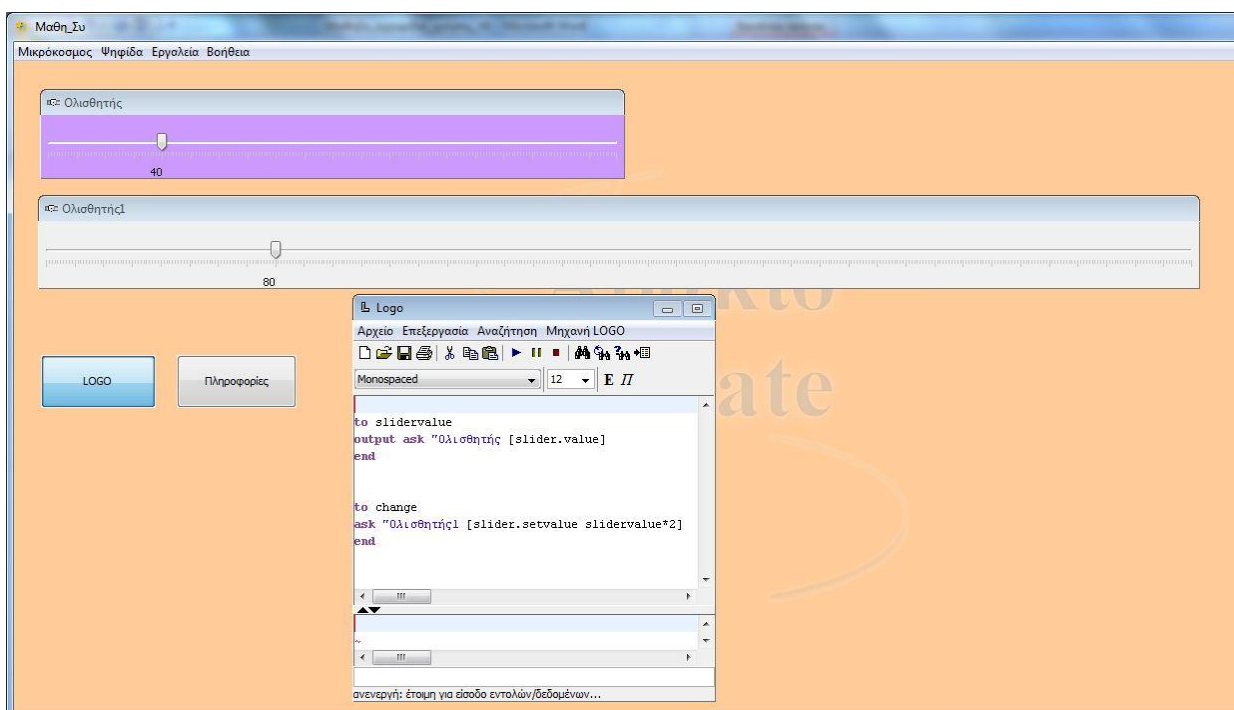 Μαθη_Συ
Μικρόκοσμος Ψηφίδα Εργαλεία Βοήθεια
Ολισθητής
40
Ολισθητής1
80
LOGO
Πληροφορίες
Logo
Αρχείο Επεξεργασία Αναζήτηση Μηχανή LOGO
Monospaced
12
Ε Π
to slidervalue
output ask "Ολισθητής [slider.value]
end
to change
ask "Ολισθητής1 [slider.setvalue slidervalue*2]
end
~
ανενεργή: έτοιμη για είσοδο εντολών/δεδομένων...